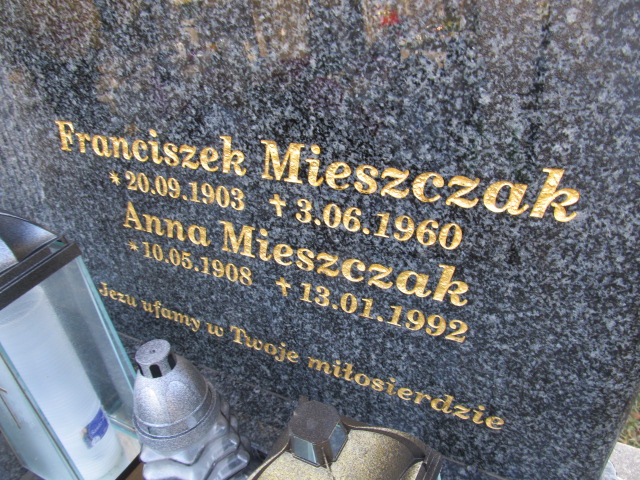 Franciszek Mieszczak
* 20.09.1903 † 3.06.1960
Anna Mieszczak
* 10.05.1908 † 13.01.1992
Jezu ufamy w Twoje miłosierdzie